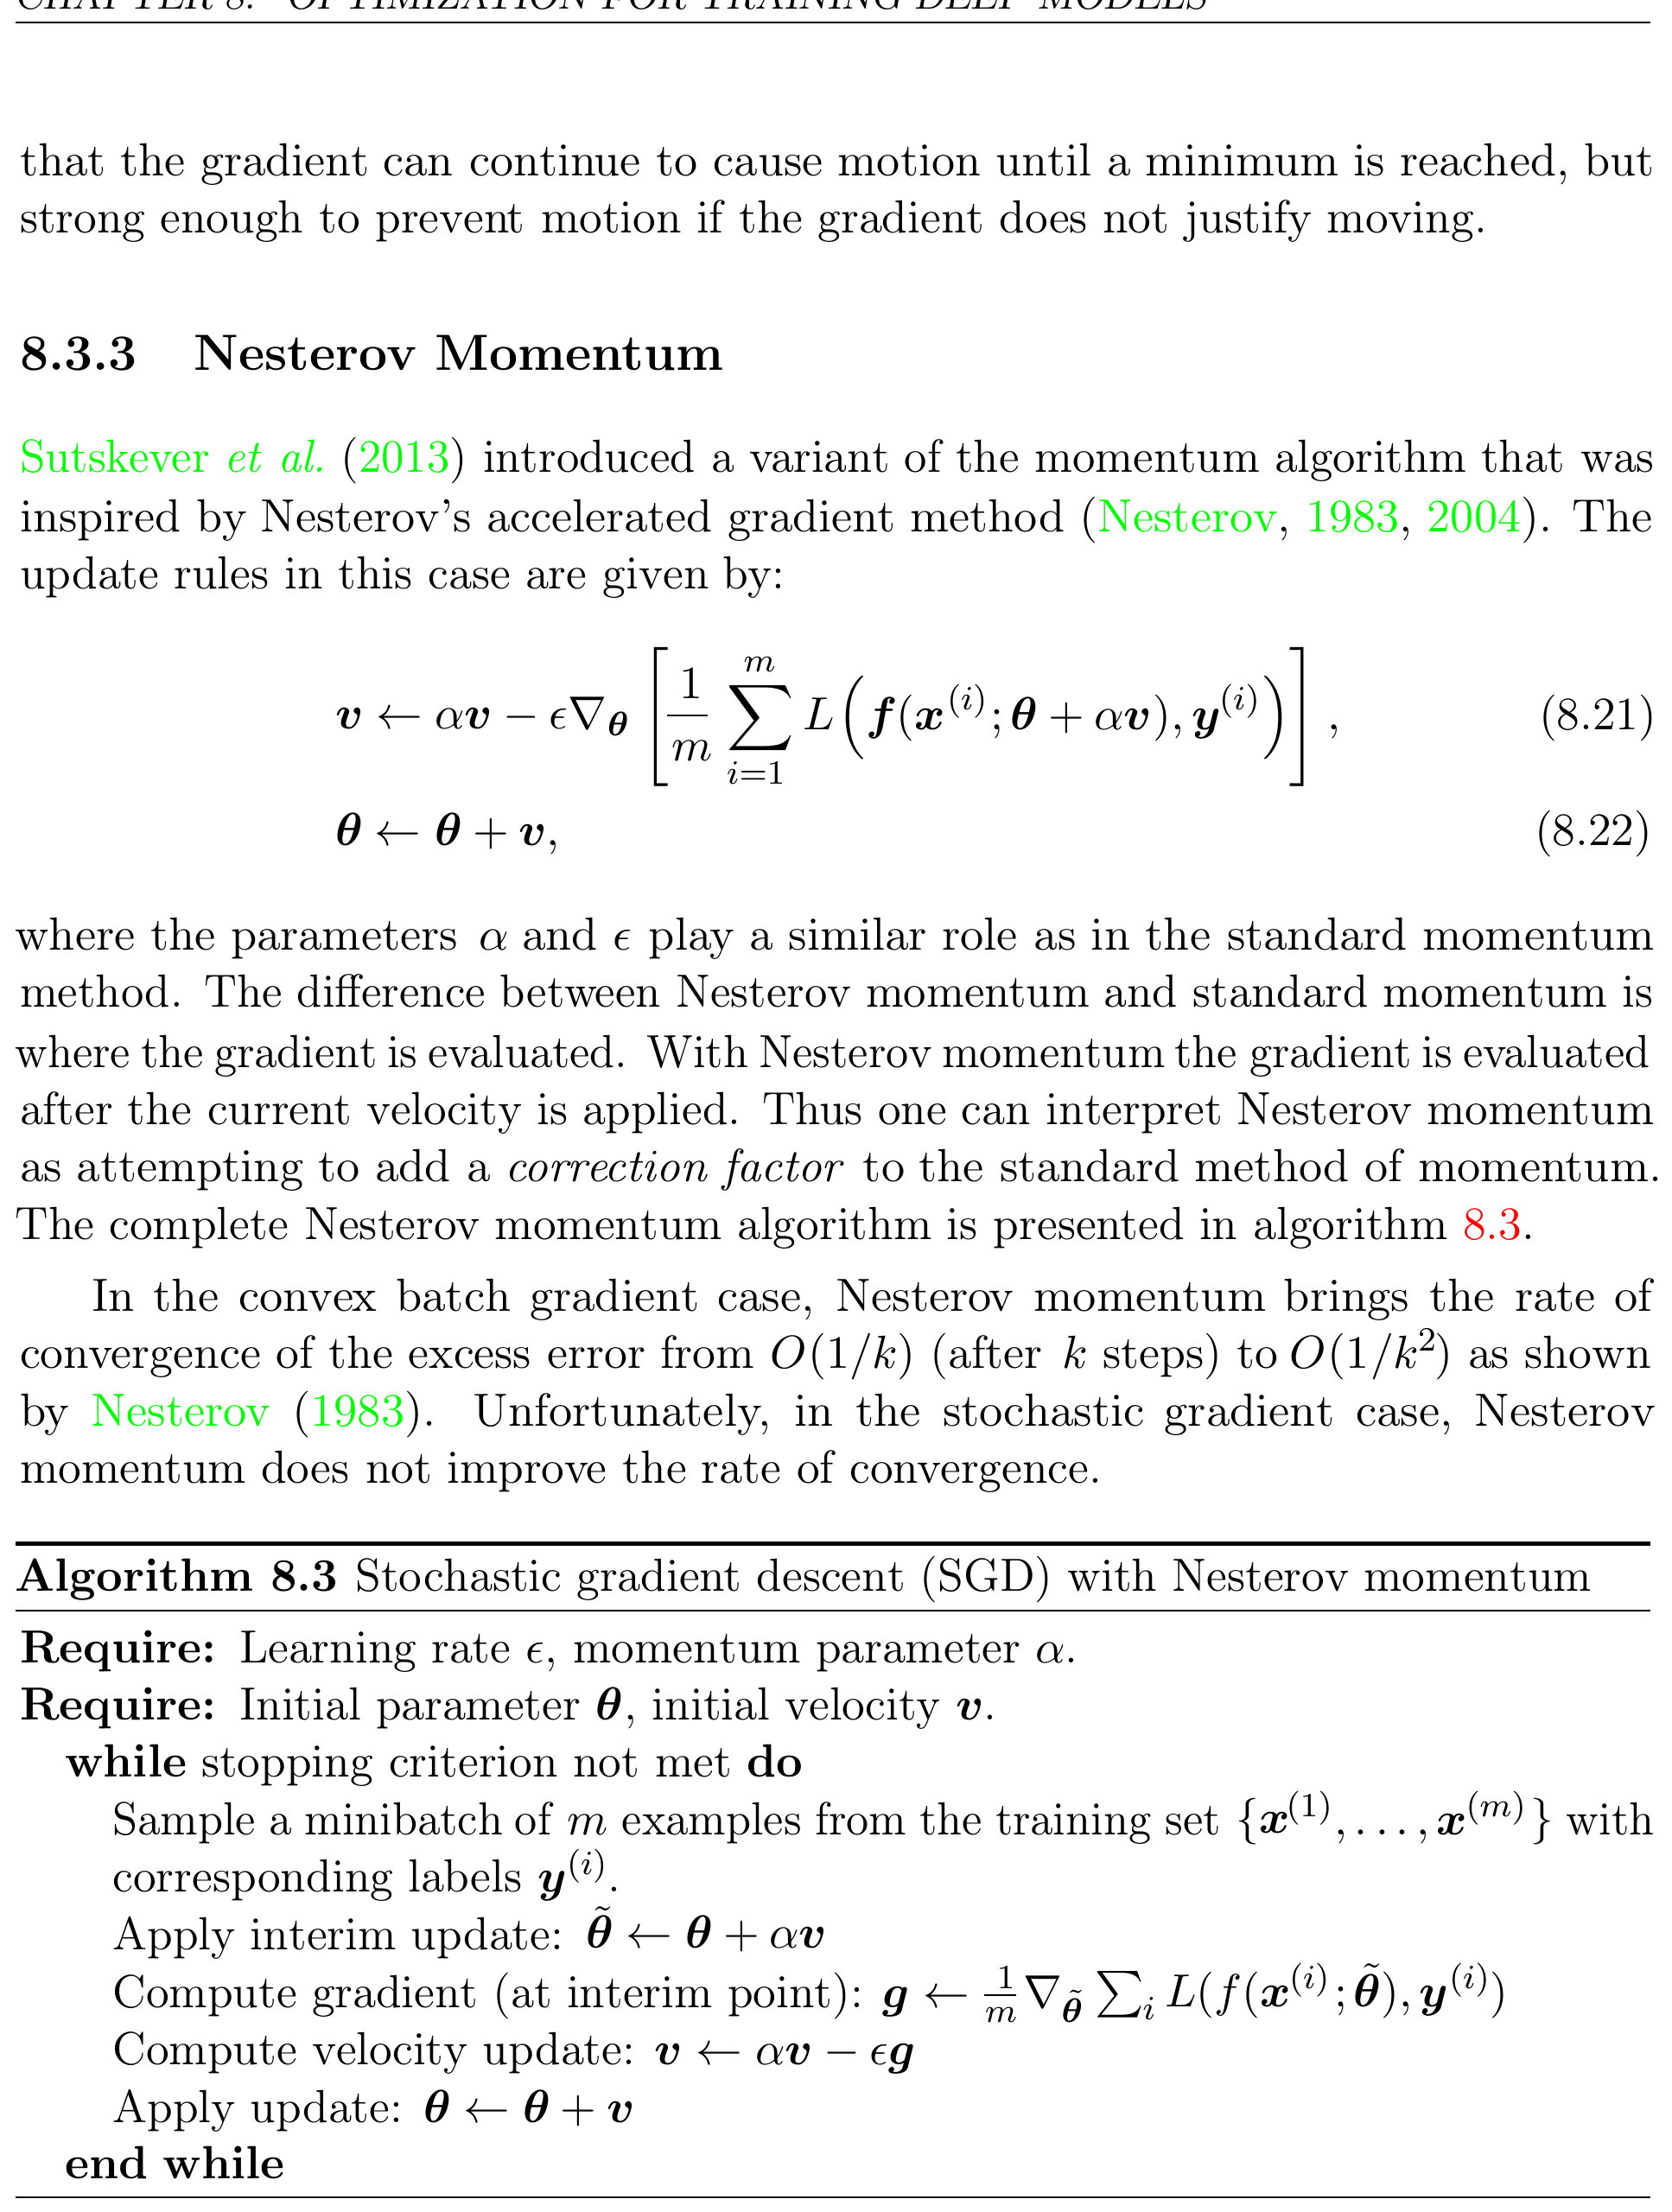 CHAPTER 8. OPTIMIZATION FOR TRAINING DEEP MODELS
that the gradient can continue to cause motion until a minimum is reached, but
strong enough to prevent motion if the gradient does not justify moving.
8.3.3 Nesterov Momentum
Sutskever et al. (2013) introduced a variant of the momentum algorithm that was
inspired by Nesterov's accelerated gradient method (Nesterov, 1983, 2004). The
update rules in this case are given by:
v ← αv − ϵ∇_θ [ 1/m ∑_{i=1}^{m} L( f(x^{(i)}; θ + αv), y^{(i)} ) ] , (8.21)
θ ← θ + v, (8.22)
where the parameters α and ϵ play a similar role as in the standard momentum
method. The difference between Nesterov momentum and standard momentum is
where the gradient is evaluated. With Nesterov momentum the gradient is evaluated
after the current velocity is applied. Thus one can interpret Nesterov momentum
as attempting to add a correction factor to the standard method of momentum.
The complete Nesterov momentum algorithm is presented in algorithm 8.3.
In the convex batch gradient case, Nesterov momentum brings the rate of
convergence of the excess error from O(1/k) (after k steps) to O(1/k²) as shown
by Nesterov (1983). Unfortunately, in the stochastic gradient case, Nesterov
momentum does not improve the rate of convergence.
Algorithm 8.3 Stochastic gradient descent (SGD) with Nesterov momentum
Require: Learning rate ϵ, momentum parameter α.
Require: Initial parameter θ, initial velocity v.
while stopping criterion not met do
Sample a minibatch of m examples from the training set {x^{(1)}, . . . , x^{(m)}} with
corresponding labels y^{(i)}.
Apply interim update: θ̃ ← θ + αv
Compute gradient (at interim point): g ← 1/m ∇_θ̃ ∑_i L(f(x^{(i)}; θ̃), y^{(i)})
Compute velocity update: v ← αv − ϵg
Apply update: θ ← θ + v
end while